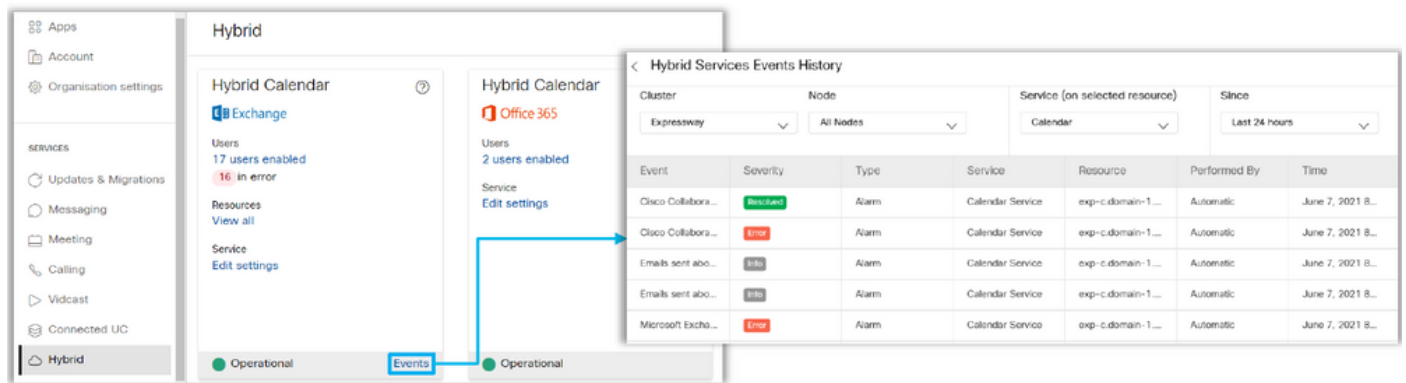 Apps
Account
Organisation settings
SERVICES
Updates & Migrations
Messaging
Meeting
Calling
Vidcast
Connected UC
Hybrid
Hybrid
Hybrid Calendar
Exchange
Users
17 users enabled
16 in error
Resources
View all
Service
Edit settings
Operational Events
Hybrid Calendar
Office 365
Users
2 users enabled
Service
Edit settings
Operational
Hybrid Services Events History
Cluster Node Service (on selected resource) Since
Expressway All Nodes Calendar Last 24 hours
Event Severity Type Service Resource Performed By Time
Cisco Collabora... Resolved Alarm Calendar Service exp-c.domain-1.... Automatic June 7, 2021 8...
Cisco Collabora... Error Alarm Calendar Service exp-c.domain-1.... Automatic June 7, 2021 8...
Emails sent abo... Info Alarm Calendar Service exp-c.domain-1.... Automatic June 7, 2021 8...
Emails sent abo... Info Alarm Calendar Service exp-c.domain-1.... Automatic June 7, 2021 8...
Microsoft Excha... Error Alarm Calendar Service exp-c.domain-1.... Automatic June 7, 2021 8...